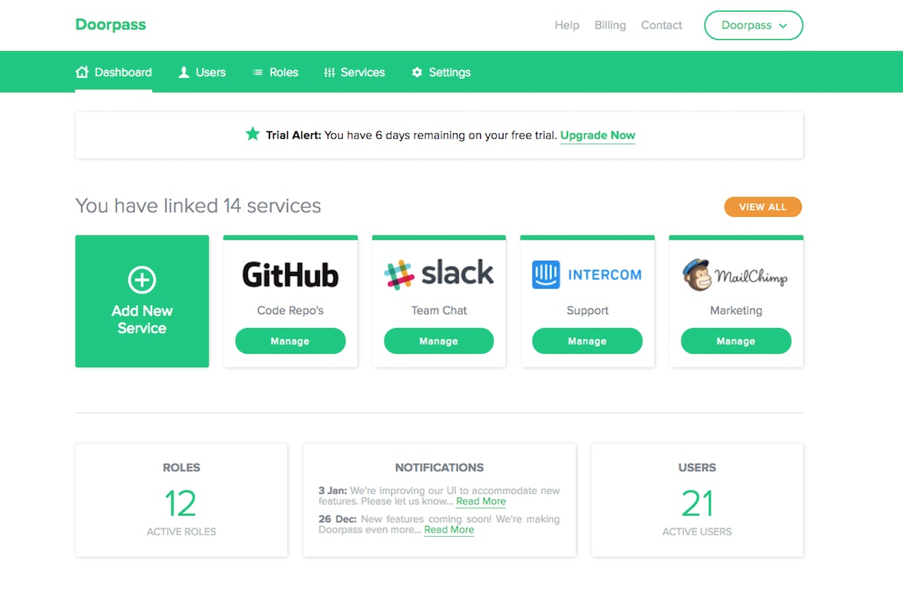 Doorpass
Help Billing Contact Doorpass
Dashboard Users Roles Services Settings
Trial Alert: You have 6 days remaining on your free trial. Upgrade Now
You have linked 14 services
VIEW ALL
Add New
Service
GitHub
Code Repo's
Manage
slack
Team Chat
Manage
INTERCOM
Support
Manage
MailChimp
Marketing
Manage
ROLES
12
ACTIVE ROLES
NOTIFICATIONS
3 Jan: We're improving our UI to accommodate new
features. Please let us know... Read More
26 Dec: New features coming soon! We're making
Doorpass even more... Read More
USERS
21
ACTIVE USERS